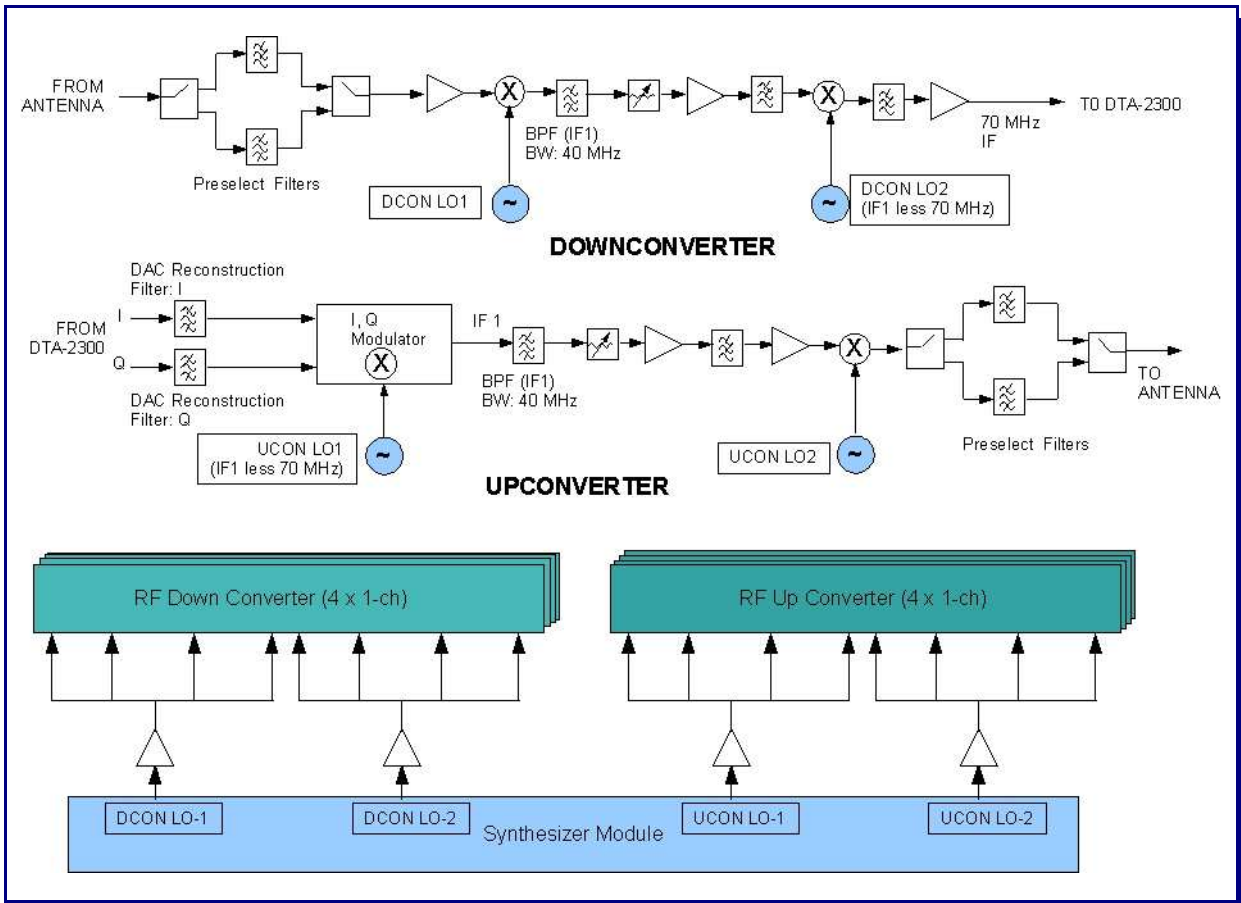 FROM
ANTENNA
Preselect Filters
X
BPF (IF1)
BW: 40 MHz
X
70 MHz
IF
TO DTA-2300
DCON LO1
~
~
DCON LO2
(IF1 less 70 MHz)
DOWNCONVERTER
DAC Reconstruction
Filter: I
I
FROM
DTA-2300
Q
DAC Reconstruction
Filter: Q
I, Q
Modulator
X
IF 1
BPF (IF1)
BW: 40 MHz
X
TO
ANTENNA
Preselect Filters
UCON LO1
(IF1 less 70 MHz)
~
UCON LO2
~
UPCONVERTER
RF Down Converter (4 x 1-ch)
RF Up Converter (4 x 1-ch)
DCON LO-1
DCON LO-2
Synthesizer Module
UCON LO-1
UCON LO-2